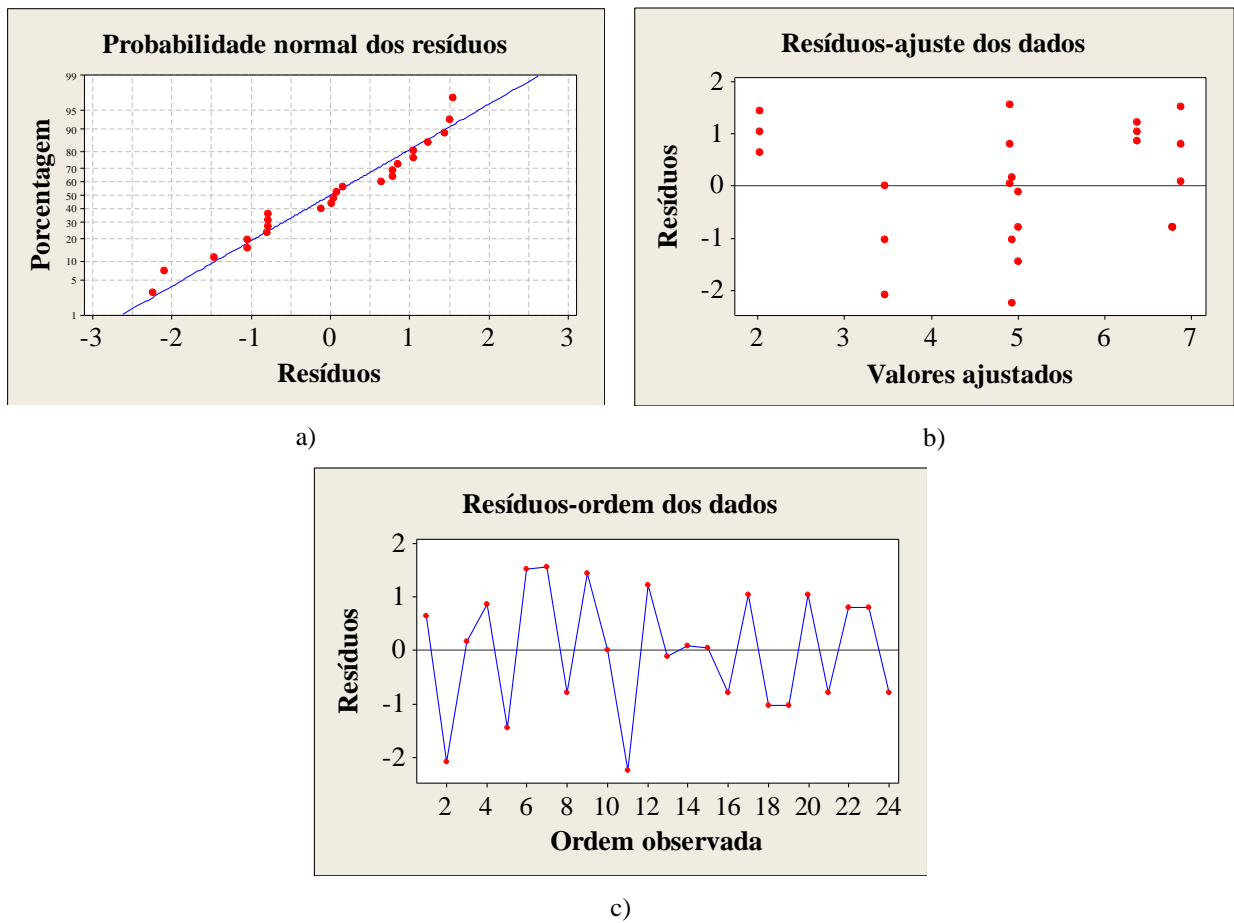 Probabilidade normal dos resíduos
Porcentagem
99
95
90
80
70
60
50
40
30
20
10
5
1
-3 -2 -1 0 1 2 3
Resíduos
a)
Resíduos-ajuste dos dados
Resíduos
2
1
0
-1
-2
2 3 4 5 6 7
Valores ajustados
b)
Resíduos-ordem dos dados
Resíduos
2
1
0
-1
-2
2 4 6 8 10 12 14 16 18 20 22 24
Ordem observada
c)